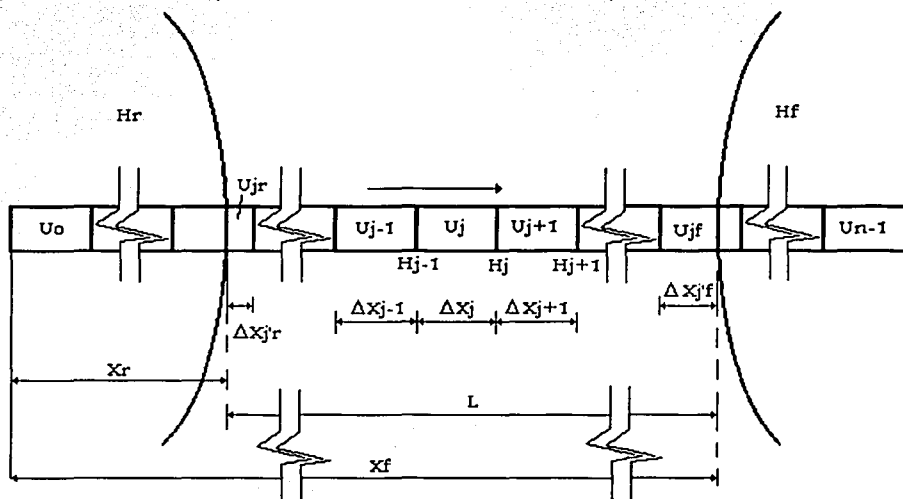 Hr
Hf
Ujr
Uo
Uj-1
Uj
Uj+1
Ujf
Un-1
Hj-1
Hj
Hj+1
ΔXj'r
ΔXj-1
ΔXj
ΔXj+1
ΔXj'f
Xr
L
Xf